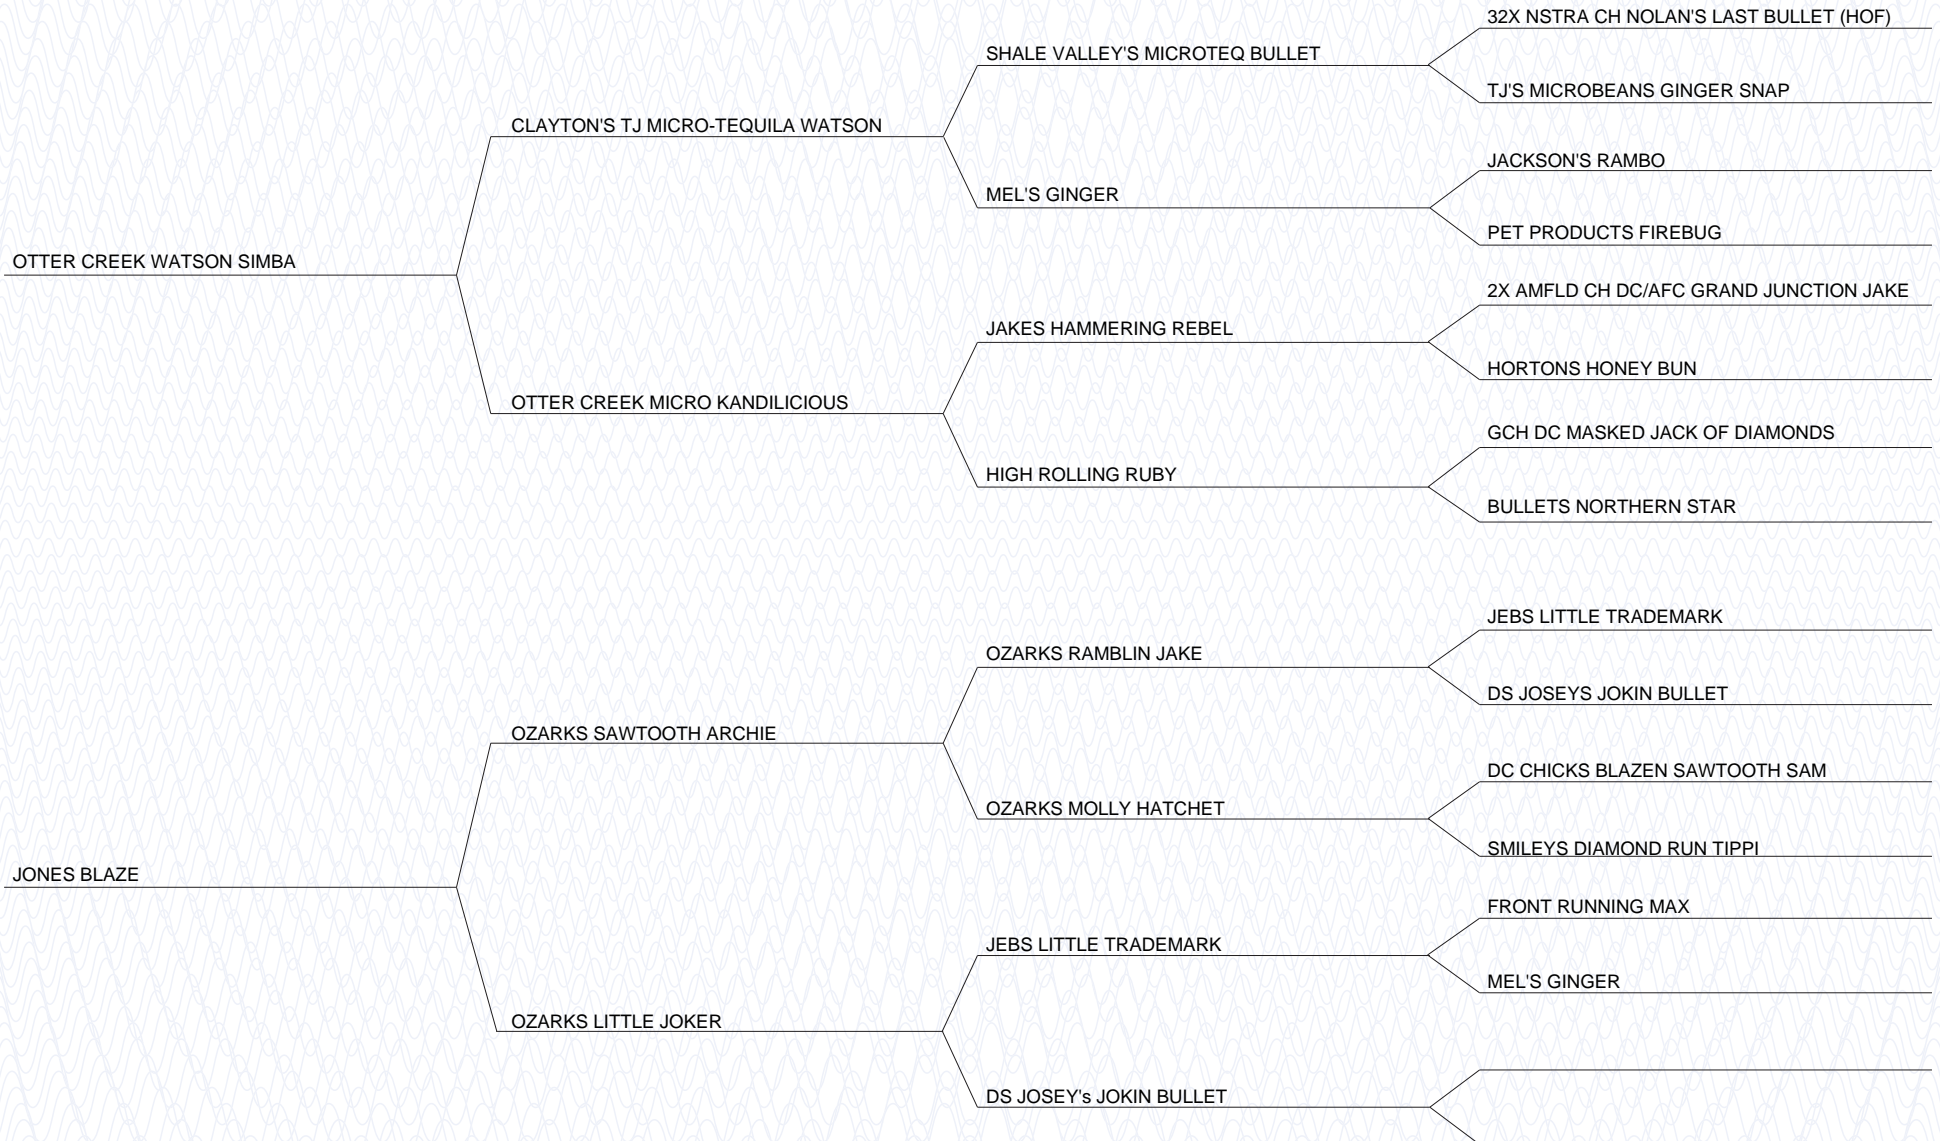 32X NSTRA CH NOLAN'S LAST BULLET (HOF)
SHALE VALLEY'S MICROTEQ BULLET
TJ'S MICROBEANS GINGER SNAP
CLAYTON'S TJ MICRO-TEQUILA WATSON
JACKSON'S RAMBO
MEL'S GINGER
PET PRODUCTS FIREBUG
OTTER CREEK WATSON SIMBA
2X AMFLD CH DC/AFC GRAND JUNCTION JAKE
JAKES HAMMERING REBEL
HORTONS HONEY BUN
OTTER CREEK MICRO KANDILICIOUS
GCH DC MASKED JACK OF DIAMONDS
HIGH ROLLING RUBY
BULLETS NORTHERN STAR
JEBS LITTLE TRADEMARK
OZARKS RAMBLIN JAKE
DS JOSEYS JOKIN BULLET
OZARKS SAWTOOTH ARCHIE
DC CHICKS BLAZEN SAWTOOTH SAM
OZARKS MOLLY HATCHET
SMILEYS DIAMOND RUN TIPPI
JONES BLAZE
FRONT RUNNING MAX
JEBS LITTLE TRADEMARK
MEL'S GINGER
OZARKS LITTLE JOKER
DS JOSEY's JOKIN BULLET